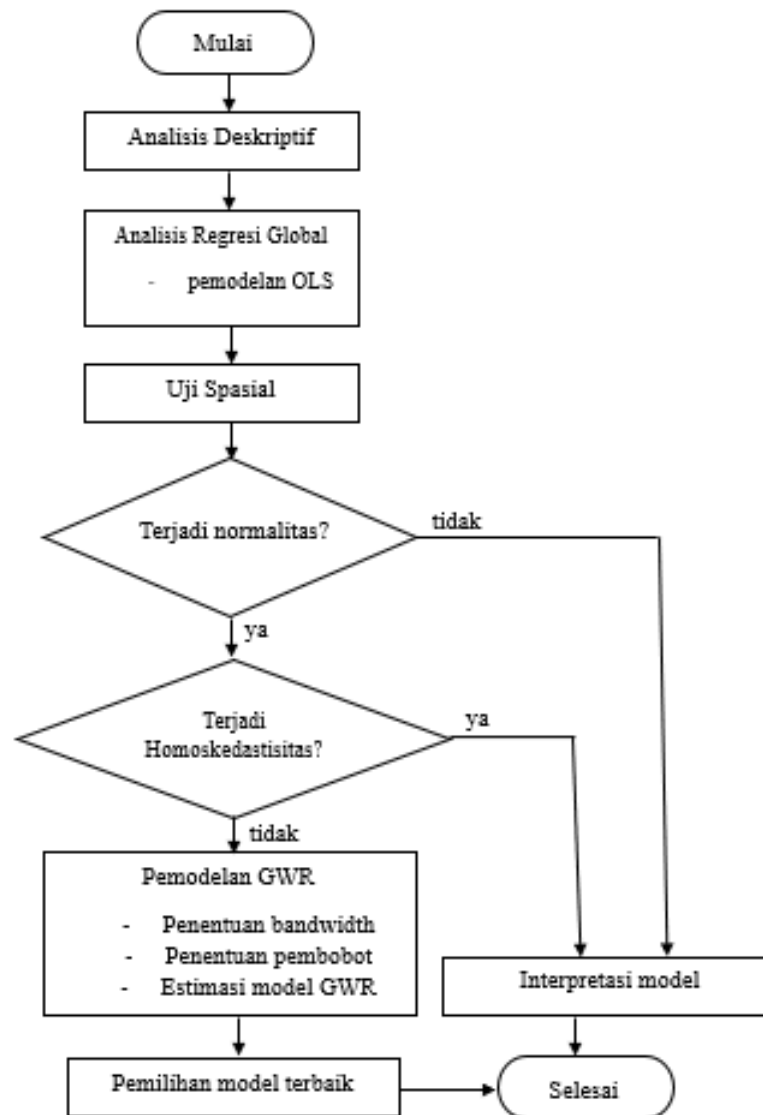 Mulai
Analisis Deskriptif
Analisis Regresi Global
- pemodelan OLS
Uji Spasial
Terjadi normalitas?
tidak
ya
Terjadi
Homoskedastisitas?
ya
tidak
Pemodelan GWR
- Penentuan bandwidth
- Penentuan pembobot
- Estimasi model GWR
Interpretasi model
Pemilihan model terbaik
Selesai